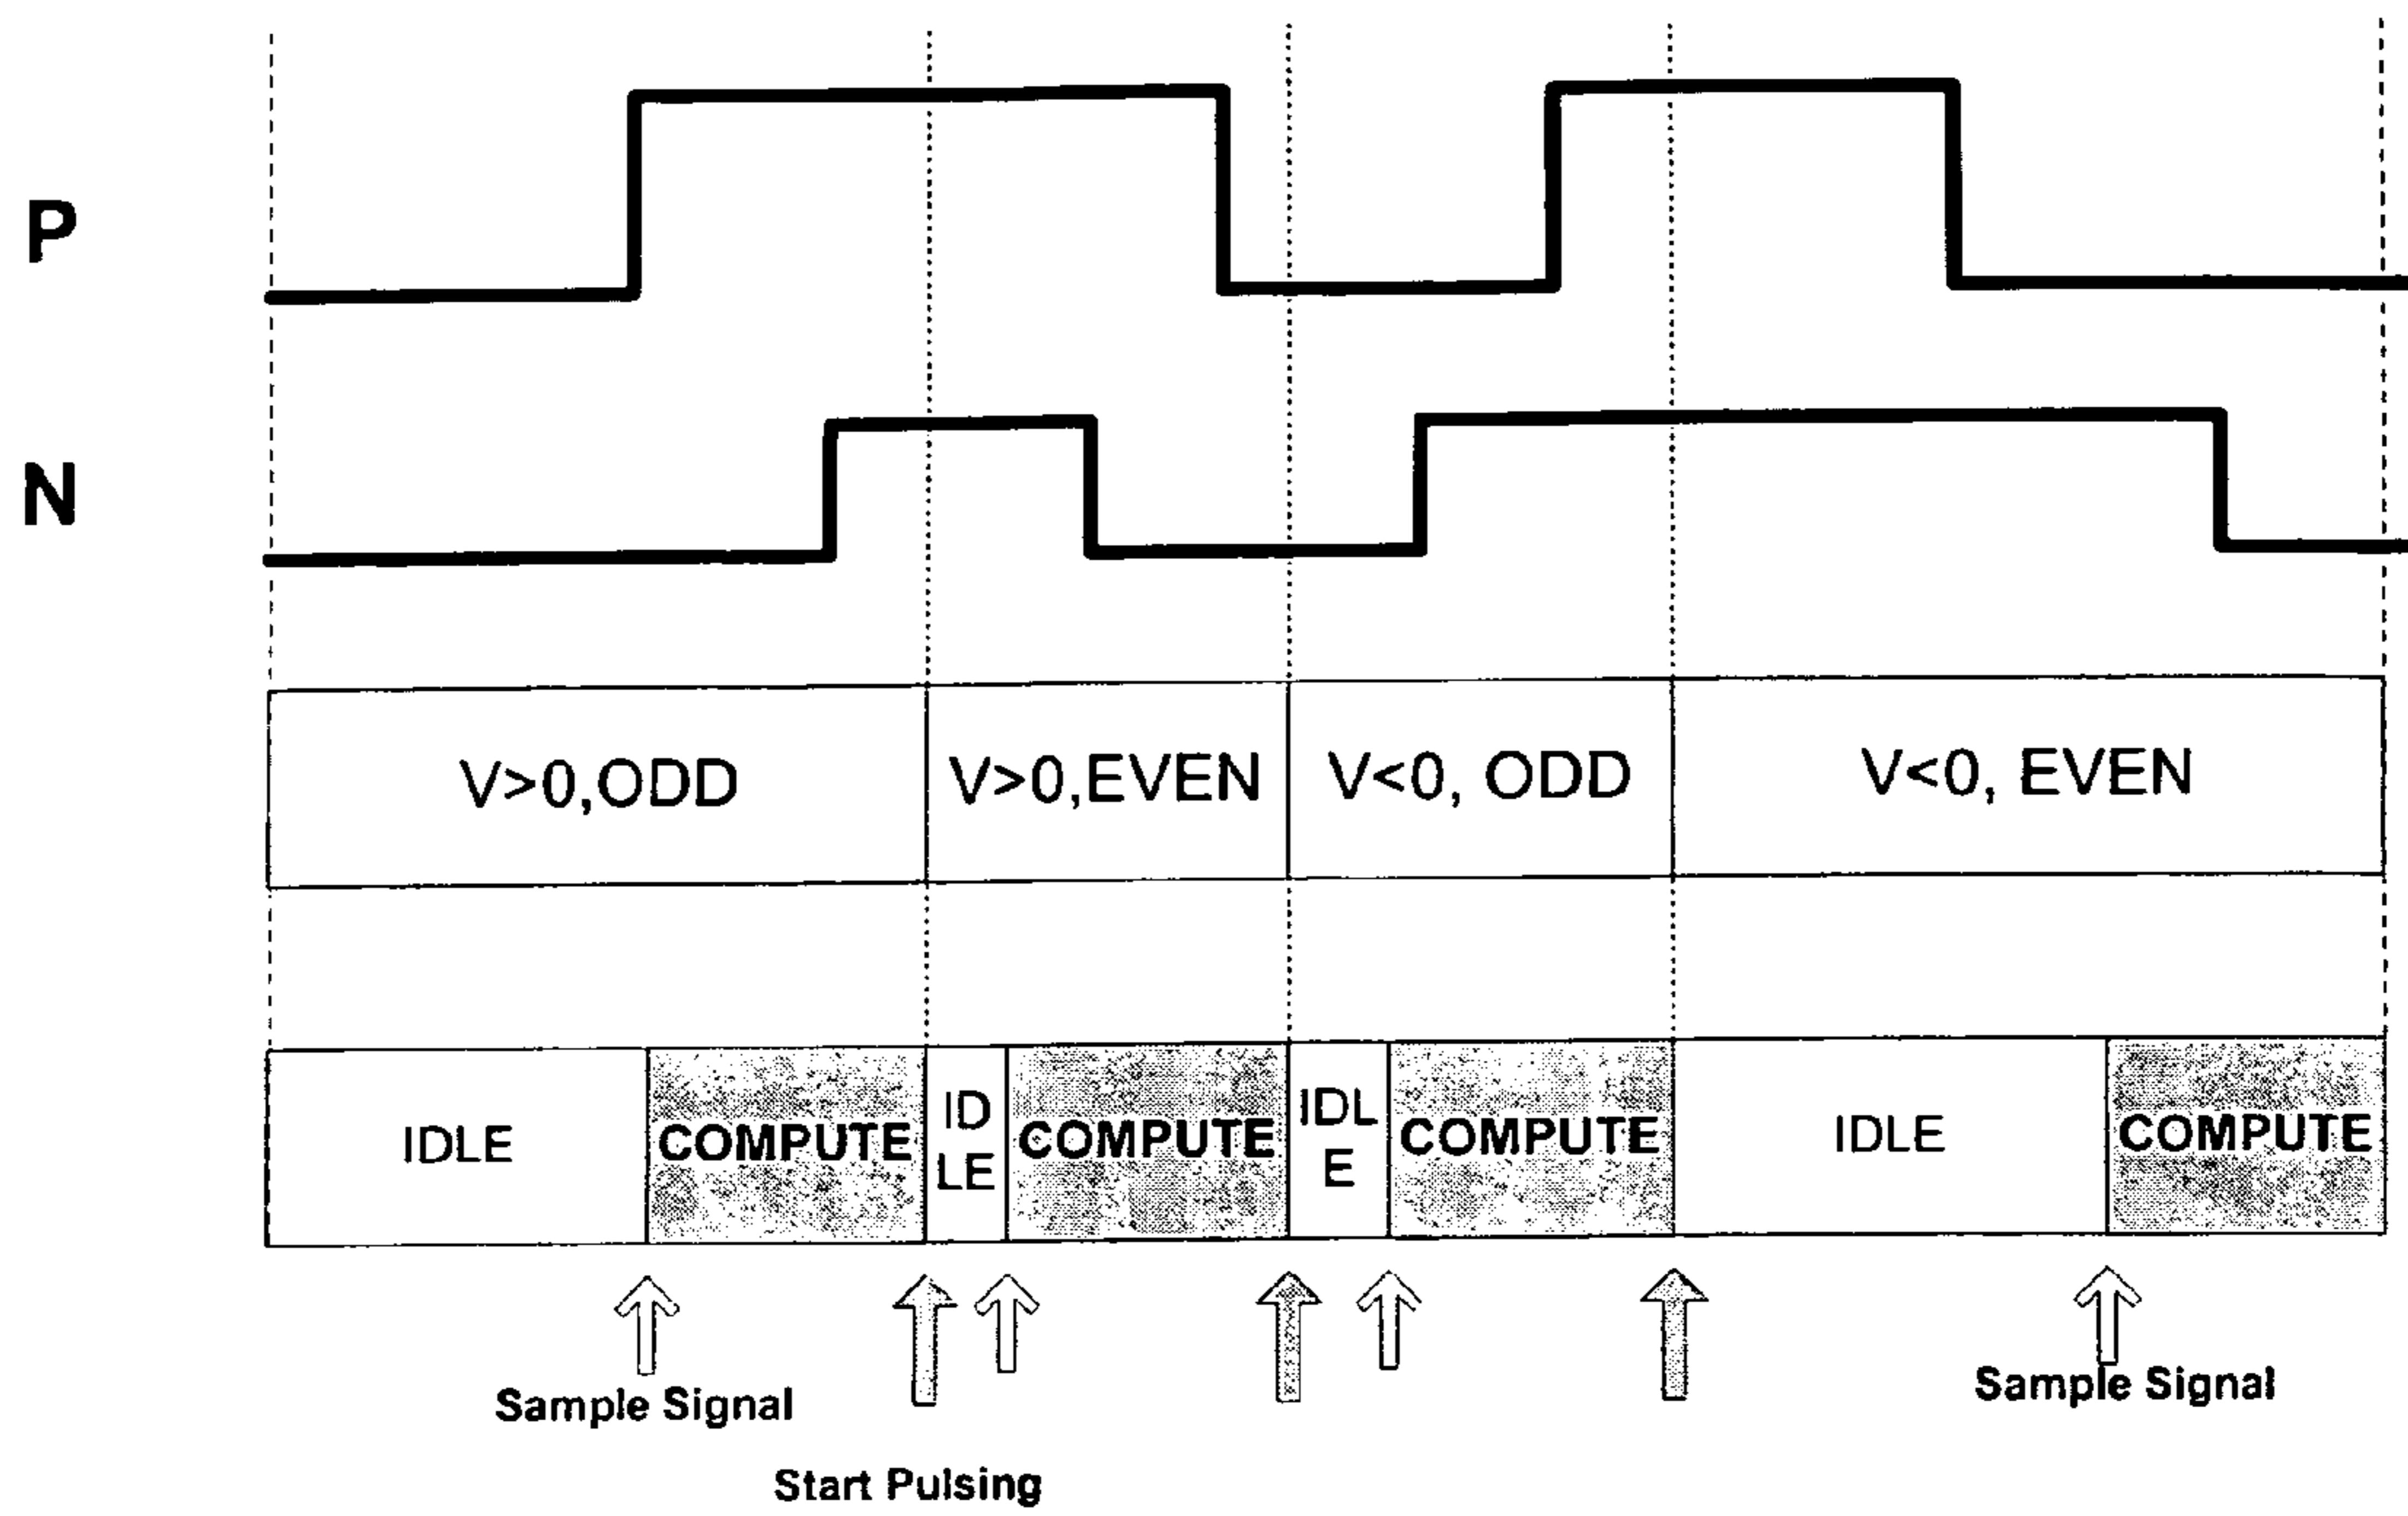 P
N
V>0,ODD
V>0,EVEN
V<0, ODD
V<0, EVEN
IDLE
COMPUTE
ID
LE
COMPUTE
IDL
E
COMPUTE
IDLE
COMPUTE
Sample Signal
Sample Signal
Start Pulsing